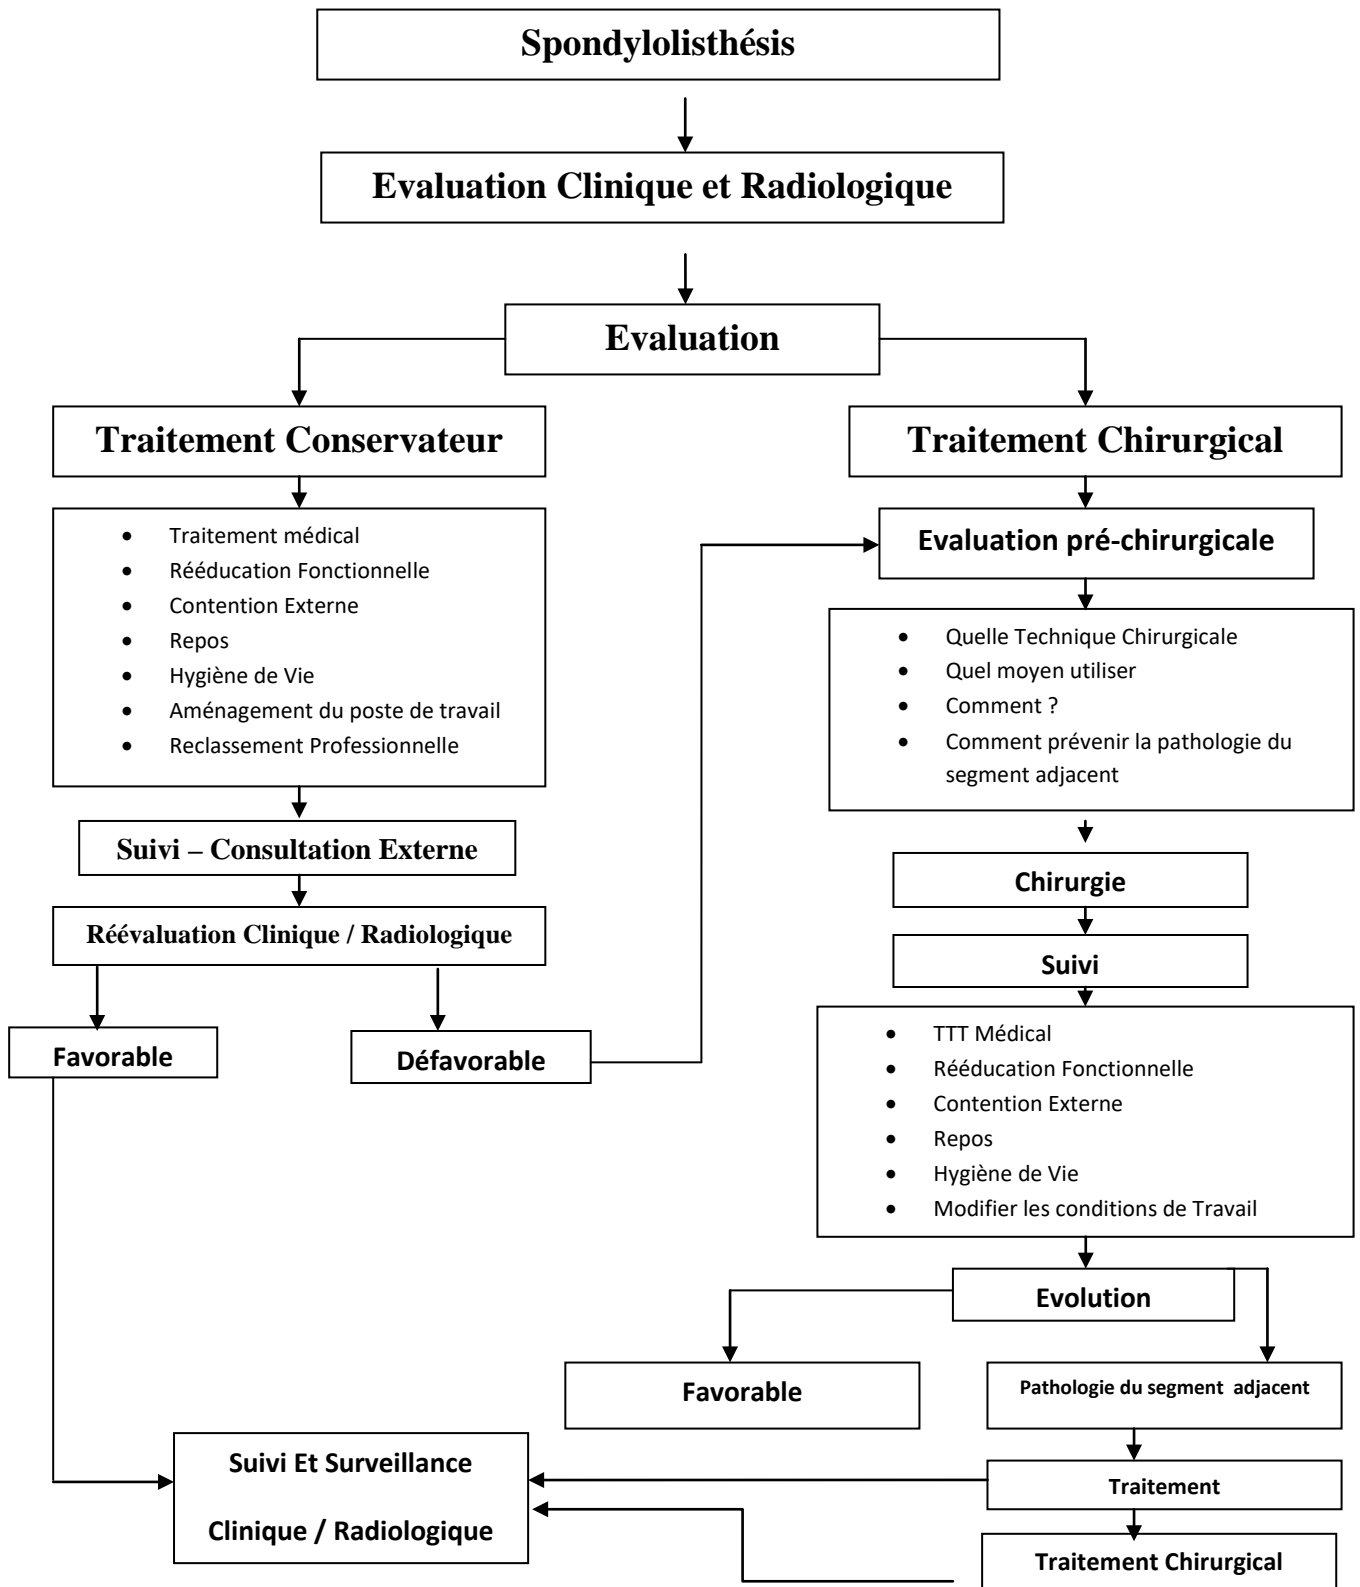 Spondylolisthésis
Evaluation Clinique et Radiologique
Evaluation
Traitement Conservateur
Traitement Chirurgical
• Traitement médical
• Rééducation Fonctionnelle
• Contention Externe
• Repos
• Hygiène de Vie
• Aménagement du poste de travail
• Reclassement Professionnelle
Suivi – Consultation Externe
Réévaluation Clinique / Radiologique
Favorable
Défavorable
Evaluation pré-chirurgicale
• Quelle Technique Chirurgicale
• Quel moyen utiliser
• Comment ?
• Comment prévenir la pathologie du
segment adjacent
Chirurgie
Suivi
• TTT Médical
• Rééducation Fonctionnelle
• Contention Externe
• Repos
• Hygiène de Vie
• Modifier les conditions de Travail
Evolution
Favorable
Pathologie du segment adjacent
Suivi Et Surveillance
Clinique / Radiologique
Traitement
Traitement Chirurgical